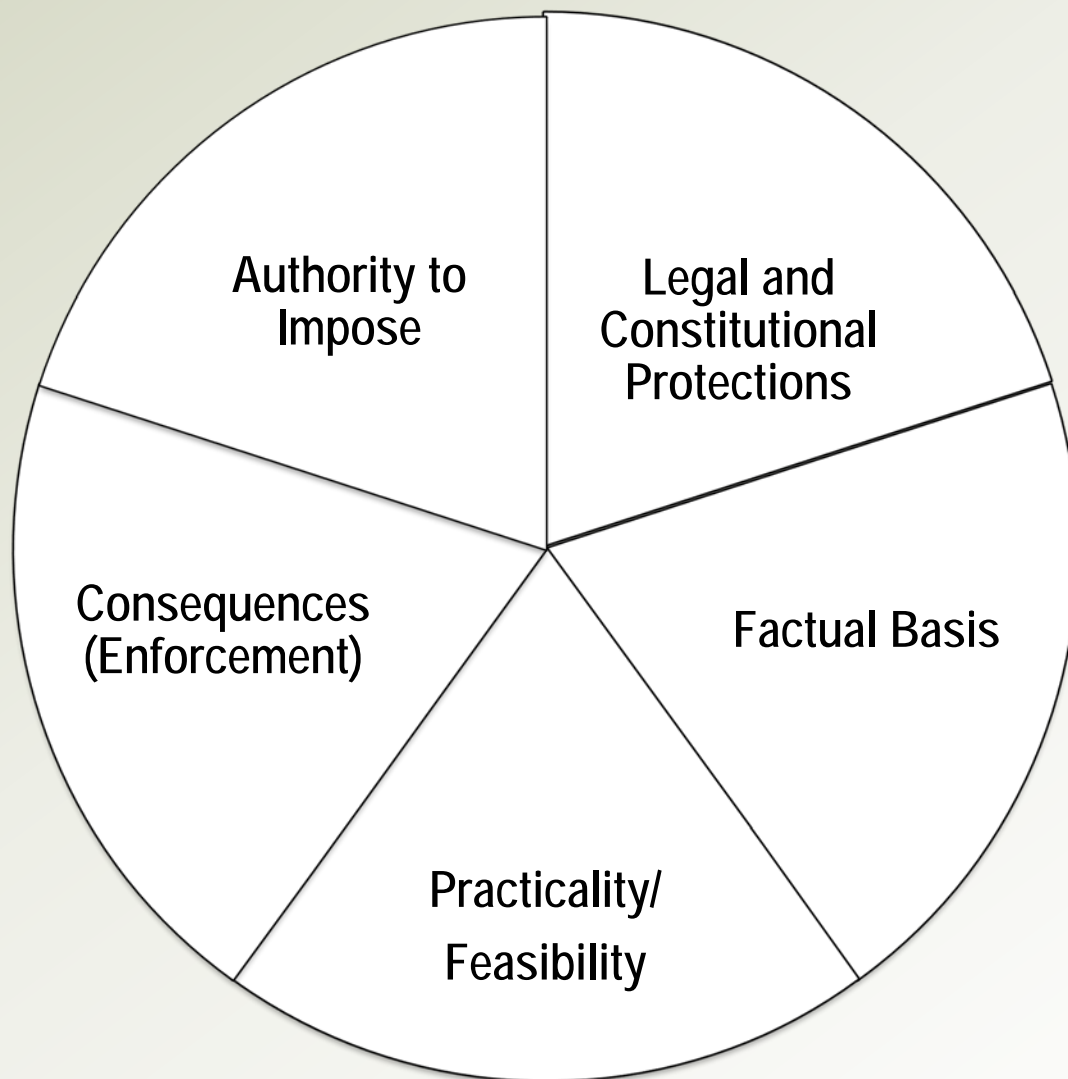 Authority to
Impose
Legal and
Constitutional
Protections
Consequences
(Enforcement)
Factual Basis
Practicality/
Feasibility